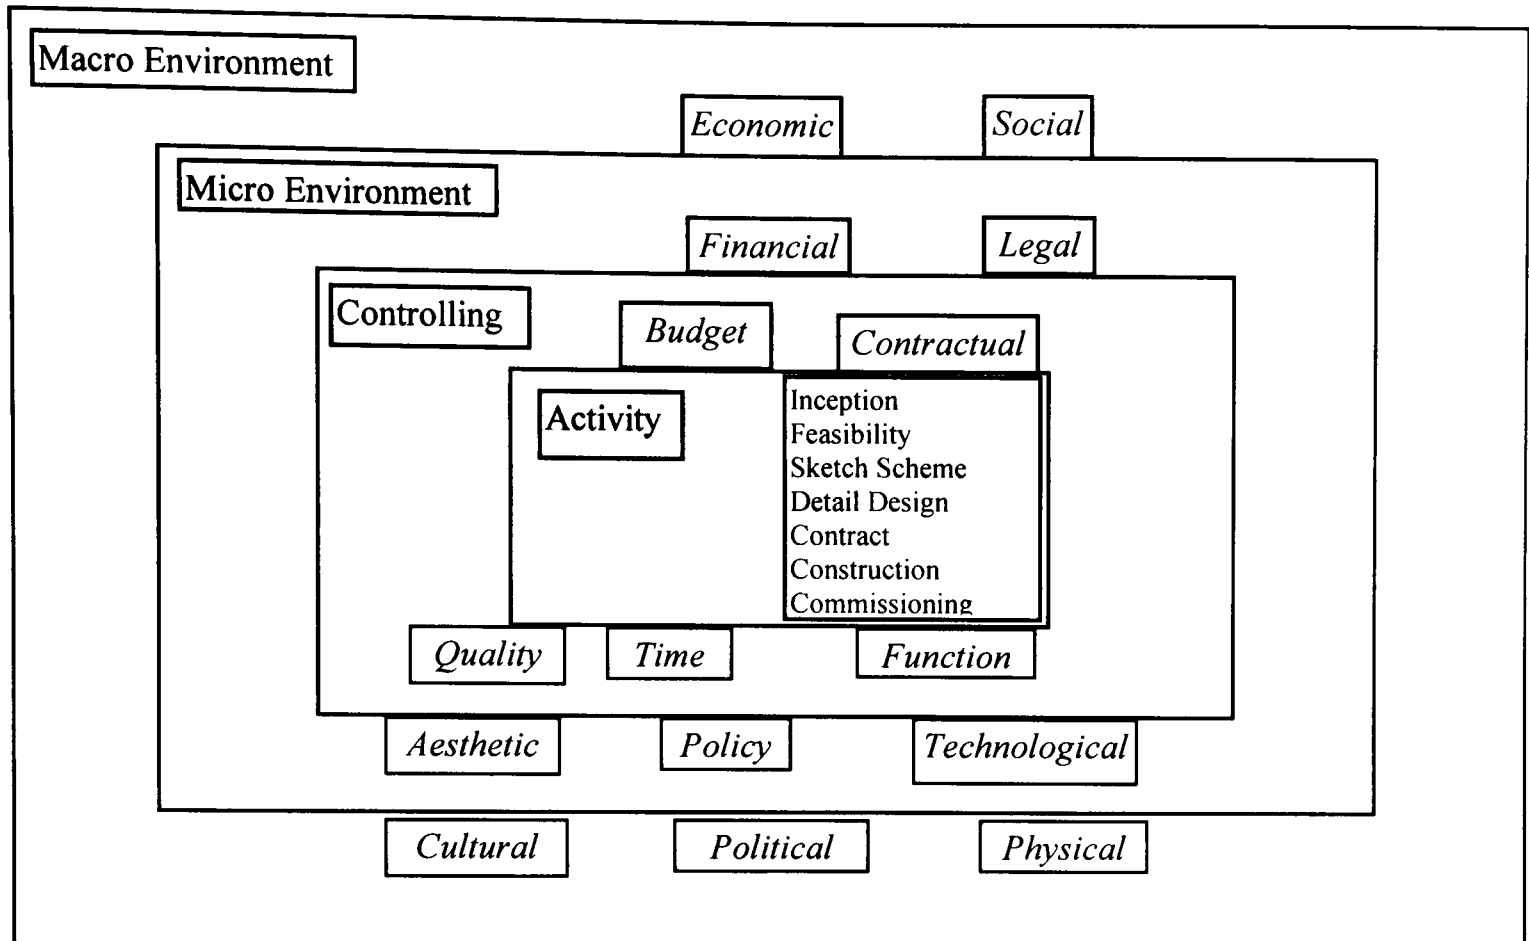 Macro Environment
Economic
Social
Micro Environment
Financial
Legal
Controlling
Budget
Contractual
Activity
Inception
Feasibility
Sketch Scheme
Detail Design
Contract
Construction
Commissioning
Quality
Time
Function
Aesthetic
Policy
Technological
Cultural
Political
Physical